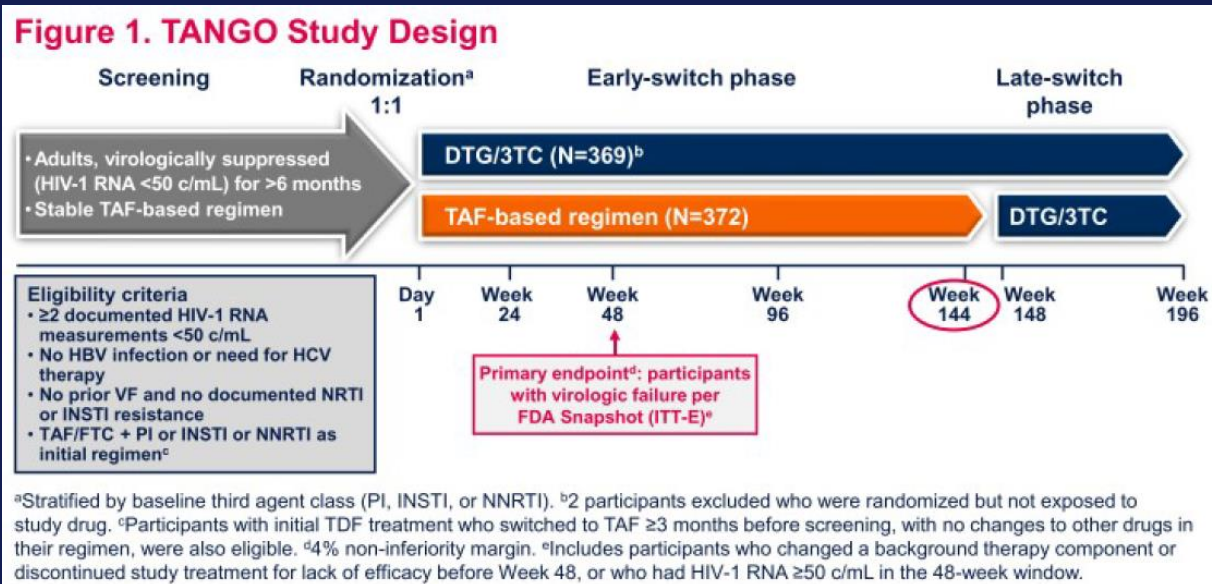 Figure 1. TANGO Study Design
Screening
Randomizationᵃ
1:1
Early-switch phase
Late-switch
phase
• Adults, virologically suppressed
(HIV-1 RNA <50 c/mL) for >6 months
• Stable TAF-based regimen
DTG/3TC (N=369)ᵇ
TAF-based regimen (N=372)
DTG/3TC
Day
1
Week
24
Week
48
Week
96
Week
144
Week
148
Week
196
Eligibility criteria
• ≥2 documented HIV-1 RNA
measurements <50 c/mL
• No HBV infection or need for HCV
therapy
• No prior VF and no documented NRTI
or INSTI resistance
• TAF/FTC + PI or INSTI or NNRTI as
initial regimenᶜ
Primary endpointᵈ: participants
with virologic failure per
FDA Snapshot (ITT-E)ᵉ
ᵃStratified by baseline third agent class (PI, INSTI, or NNRTI). ᵇ2 participants excluded who were randomized but not exposed to
study drug. ᶜParticipants with initial TDF treatment who switched to TAF ≥3 months before screening, with no changes to other drugs in
their regimen, were also eligible. ᵈ4% non-inferiority margin. ᵉIncludes participants who changed a background therapy component or
discontinued study treatment for lack of efficacy before Week 48, or who had HIV-1 RNA ≥50 c/mL in the 48-week window.